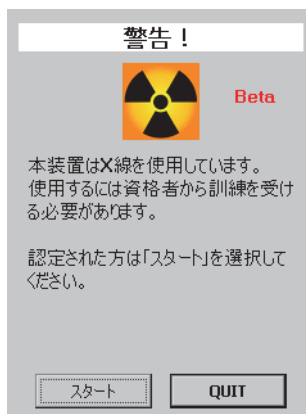 警告！
Beta
本装置はX線を使用しています。
使用するには資格者から訓練を受け
る必要があります。
認定された方は「スタート」を選択して
ください。
スタート
QUIT